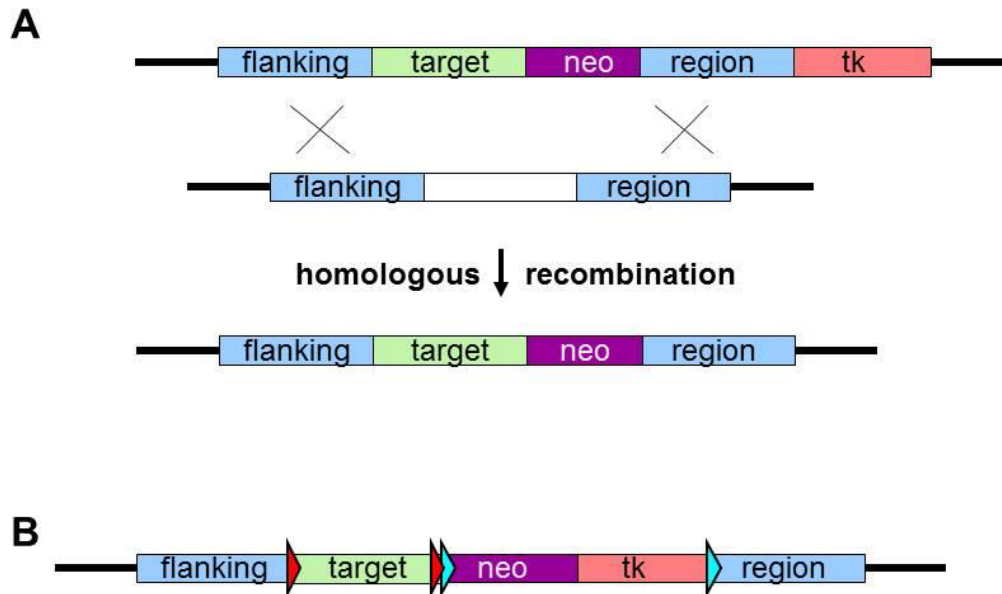 A
flanking target neo region tk
flanking region
homologous recombination
flanking target neo region
B
flanking target neo tk region